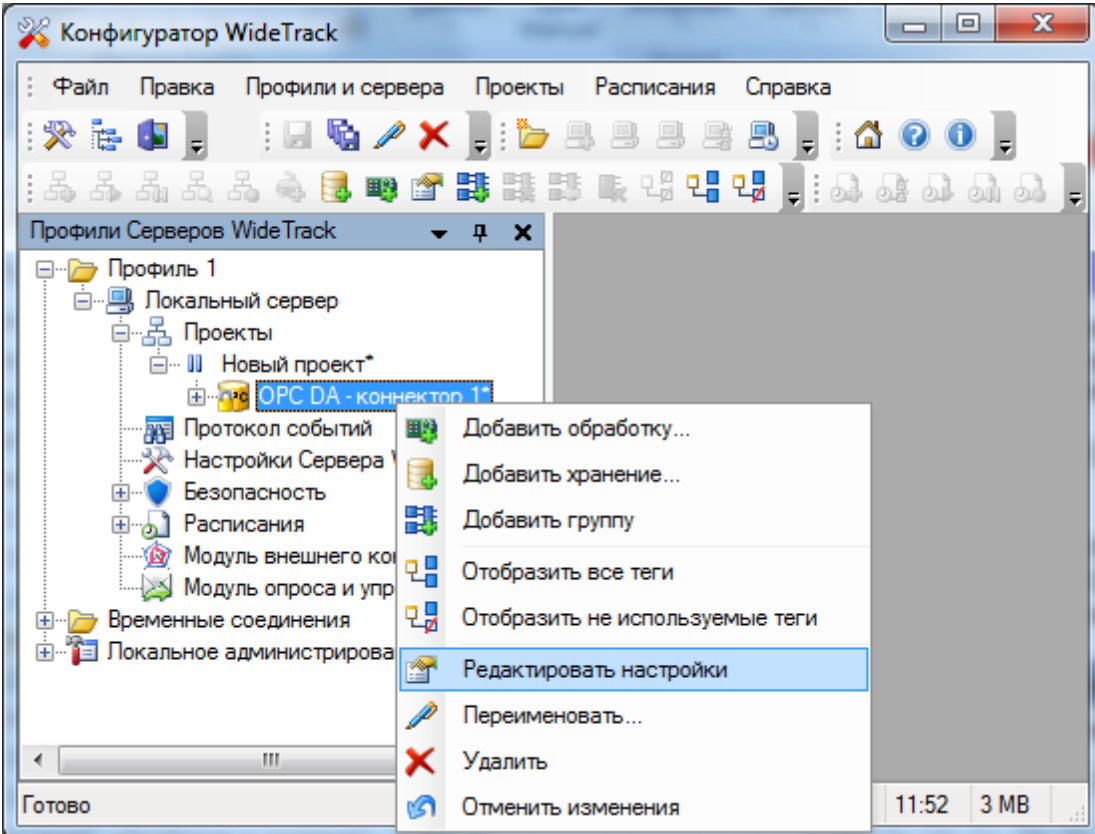 Конфигуратор WideTrack
Файл Правка Профили и сервера Проекты Расписания Справка
Профили Серверов WideTrack
Профиль 1
Локальный сервер
Проекты
Новый проект*
OPC DA - коннектор 1*
Протокол событий
Настройки Сервера
Безопасность
Расписания
Модуль внешнего
Модуль опроса и
Временные соединения
Локальное
Добавить обработку...
Добавить хранение...
Добавить группу
Отобразить все теги
Отобразить не используемые теги
Редактировать настройки
Переименовать...
Удалить
Отменить изменения
Готово 11:52 3 MB